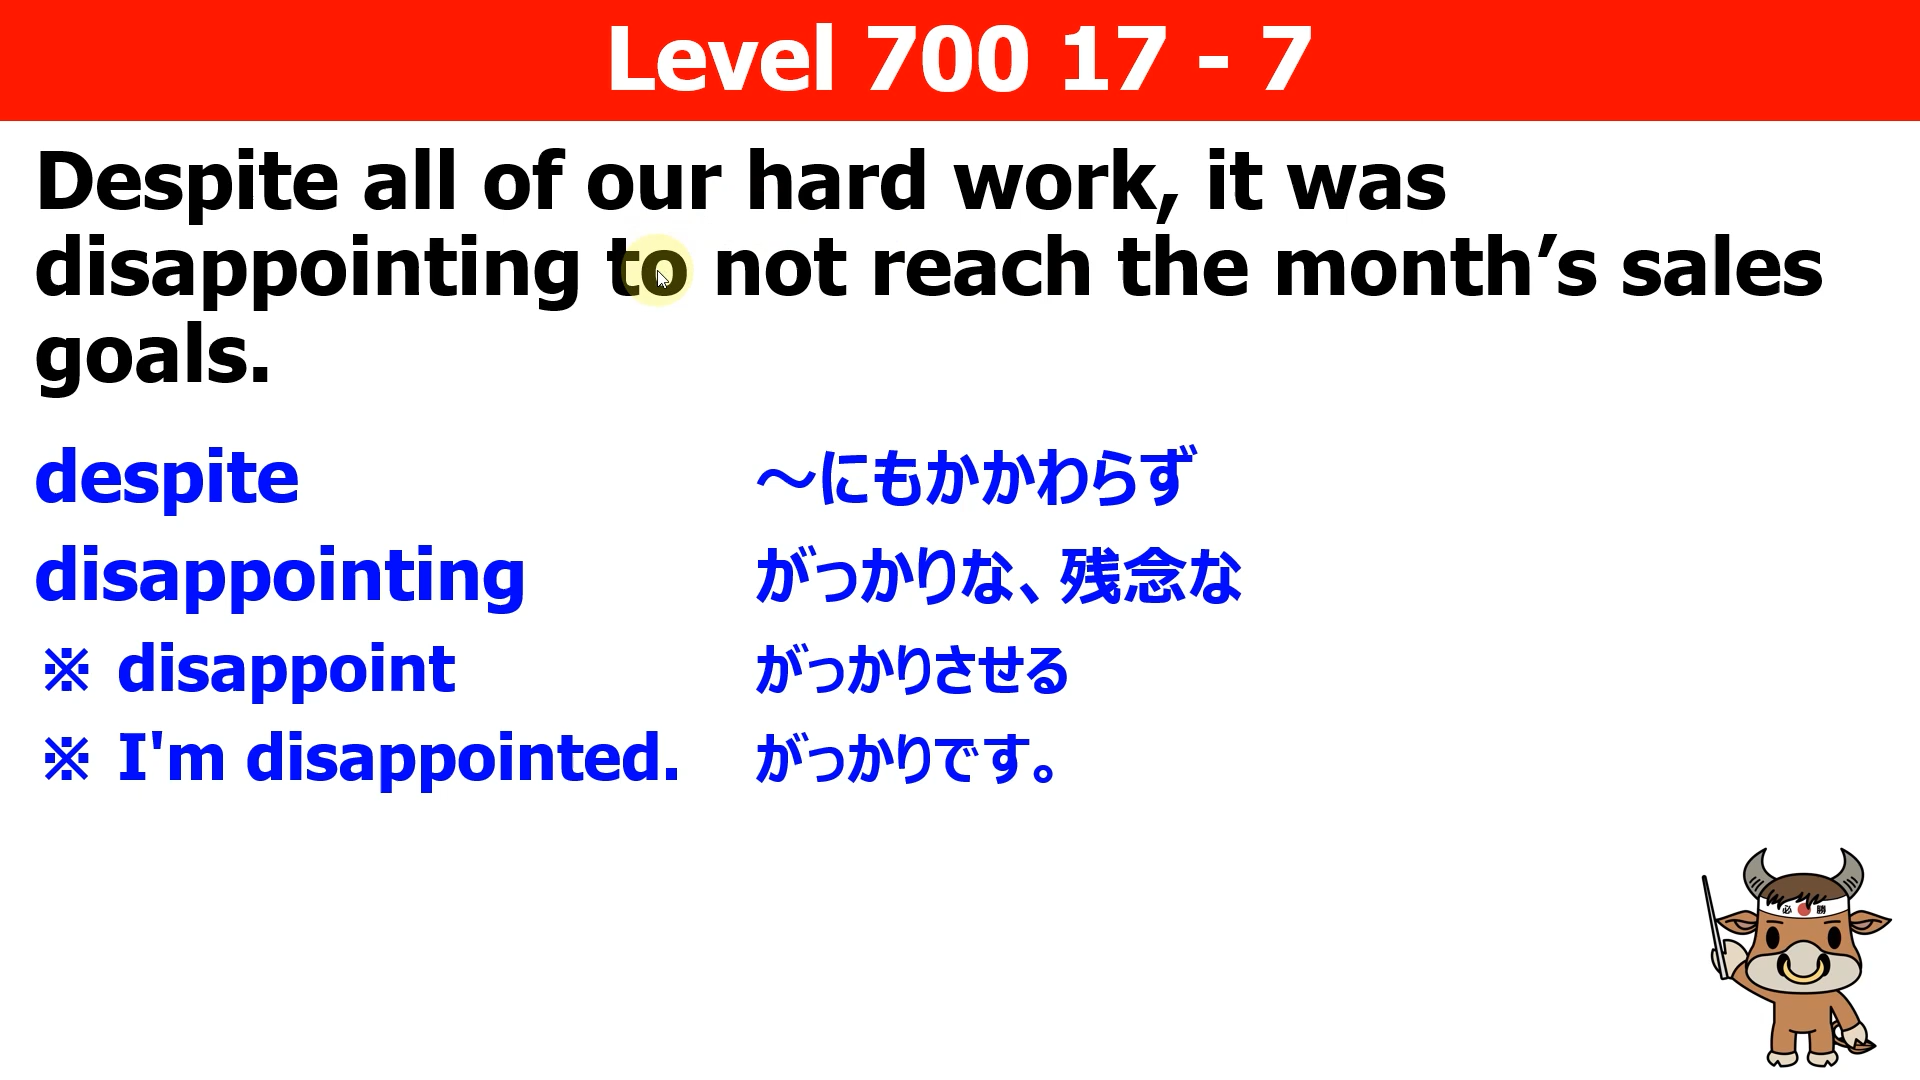 Level 700 17 - 7
Despite all of our hard work, it was
disappointing to not reach the month’s sales
goals.
despite ～にもかかわらず
disappointing がっかりな、残念な
※ disappoint がっかりさせる
※ I'm disappointed. がっかりです。
必勝